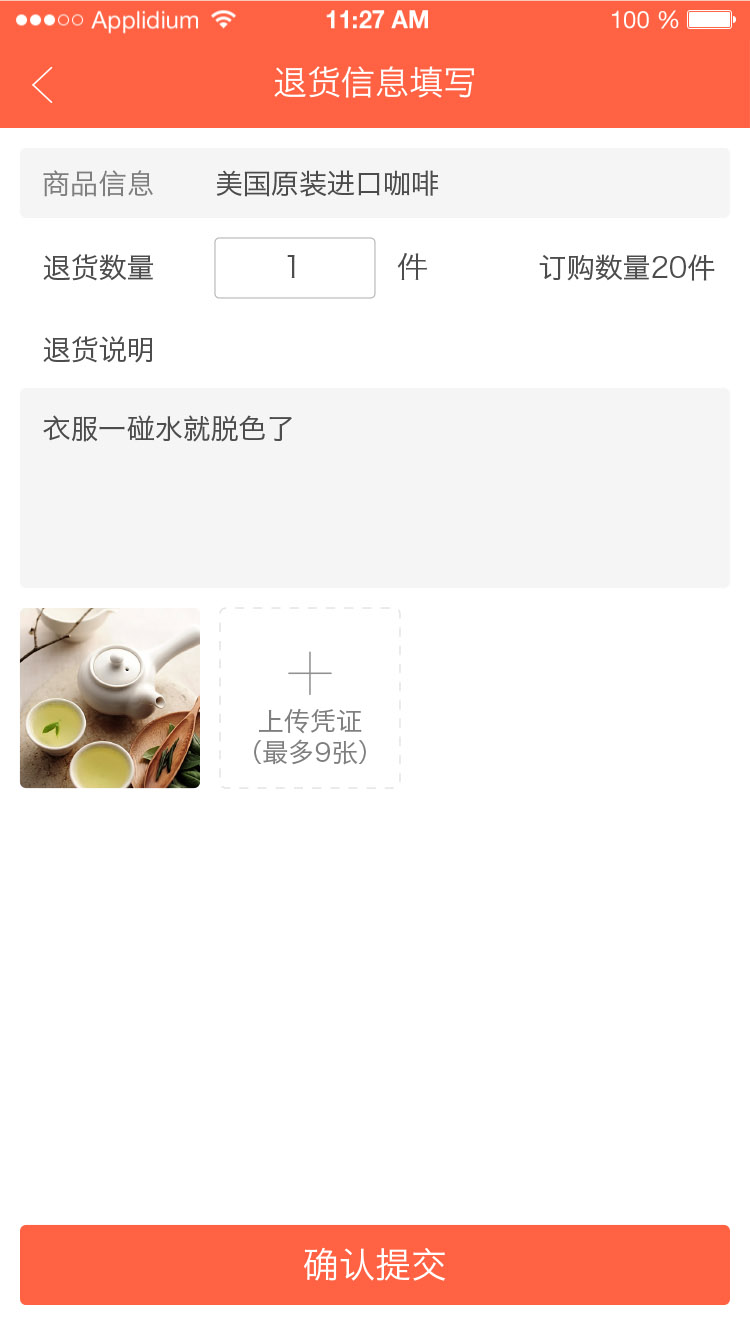 Applidium 11:27 AM 100 %
退货信息填写
商品信息 美国原装进口咖啡
退货数量 1 件 订购数量20件
退货说明
衣服一碰水就脱色了
上传凭证
（最多9张）
确认提交